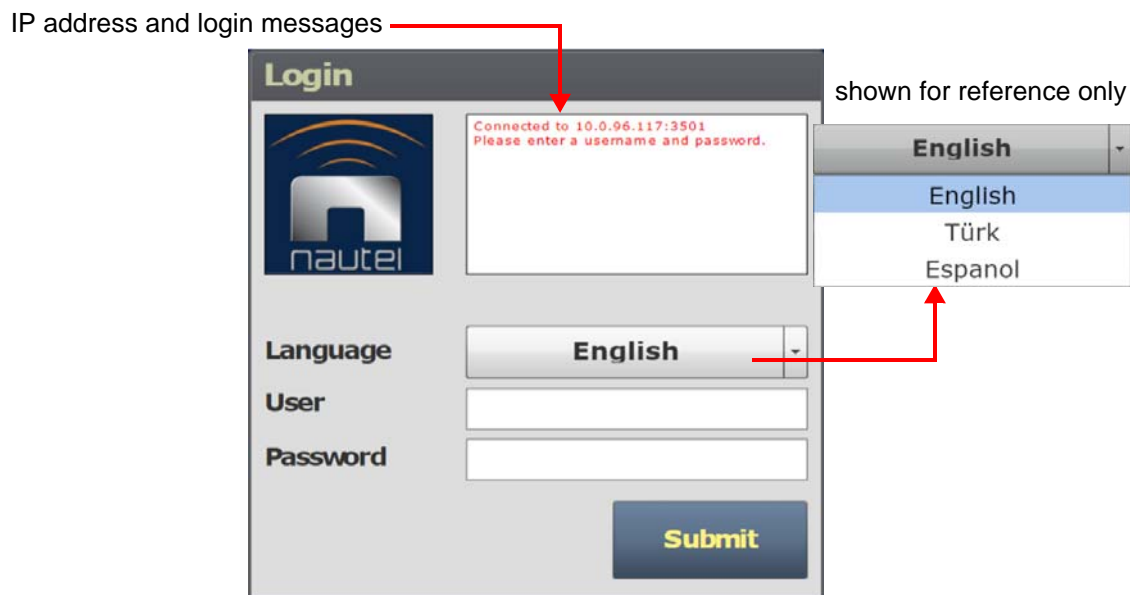 IP address and login messages
Login
shown for reference only
Connected to 10.0.96.117:3501
Please enter a username and password.
nautel
English
English
Türk
Espanol
Language
English
User
Password
Submit